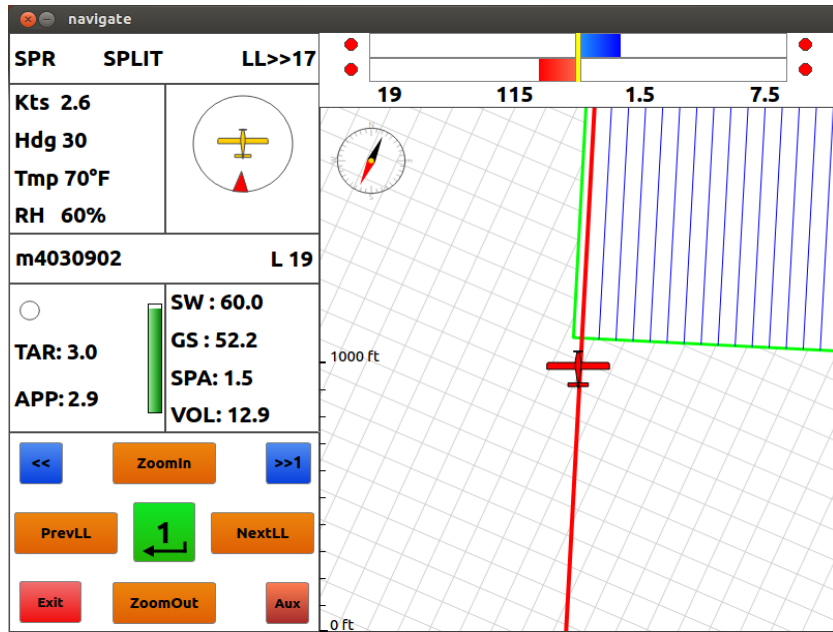 navigate
SPR SPLIT LL>>17
19 115 1.5 7.5
Kts 2.6
Hdg 30
Tmp 70°F
RH 60%
m4030902 L 19
SW : 60.0
GS : 52.2
TAR: 3.0
SPA: 1.5
APP: 2.9
VOL: 12.9
1000 ft
<< ZoomIn >>1
PrevLL 1 NextLL
Exit ZoomOut Aux
0 ft